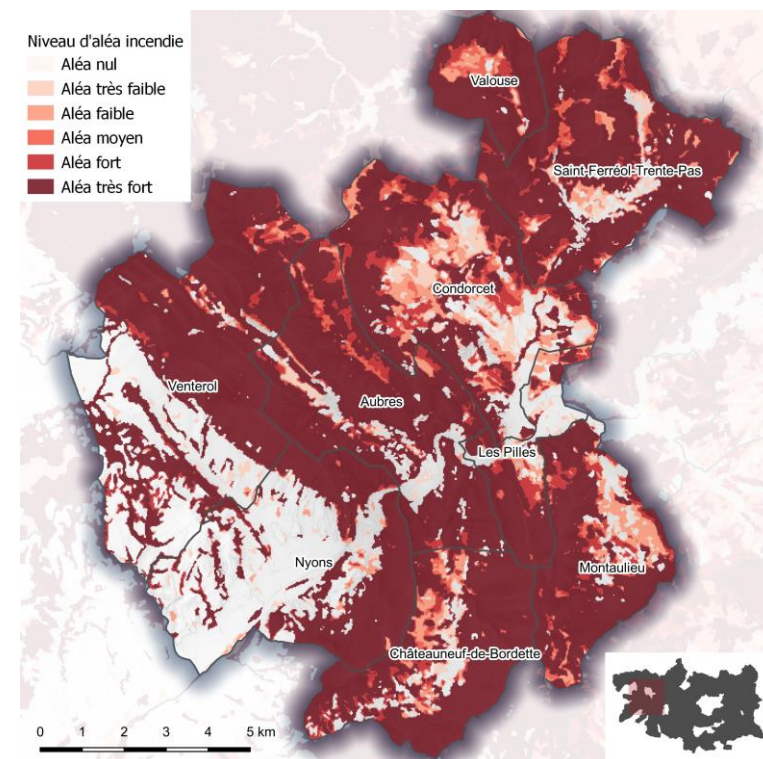 Niveau d'aléa incendie
Aléa nul
Aléa très faible
Aléa faible
Aléa moyen
Aléa fort
Aléa très fort
Valouse
Saint-Ferréol-Trente-Pas
Condorcet
Venterol
Aubres
Les Pilles
Nyons
Montaulieu
Châteauneuf-de-Bordette
0 1 2 3 4 5 km